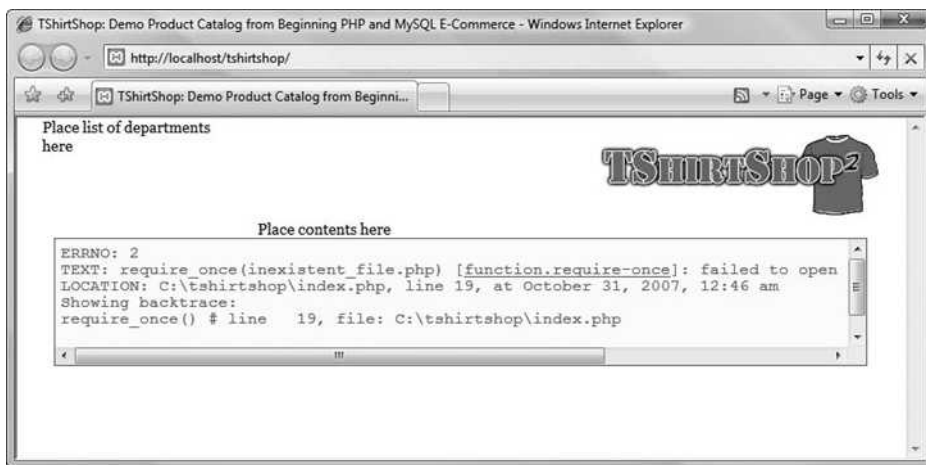 TShirtShop: Demo Product Catalog from Beginning PHP and MySQL E-Commerce - Windows Internet Explorer
http://localhost/tshirtshop/
TShirtShop: Demo Product Catalog from Beginni...
Page
Tools
Place list of departments
here
TSHIRTSHOP²
Place contents here
ERRNO: 2
TEXT: require_once(inexistent_file.php) [function.require-once]: failed to open
LOCATION: C:\tshirtshop\index.php, line 19, at October 31, 2007, 12:46 am
Showing backtrace:
require_once() # line   19, file: C:\tshirtshop\index.php